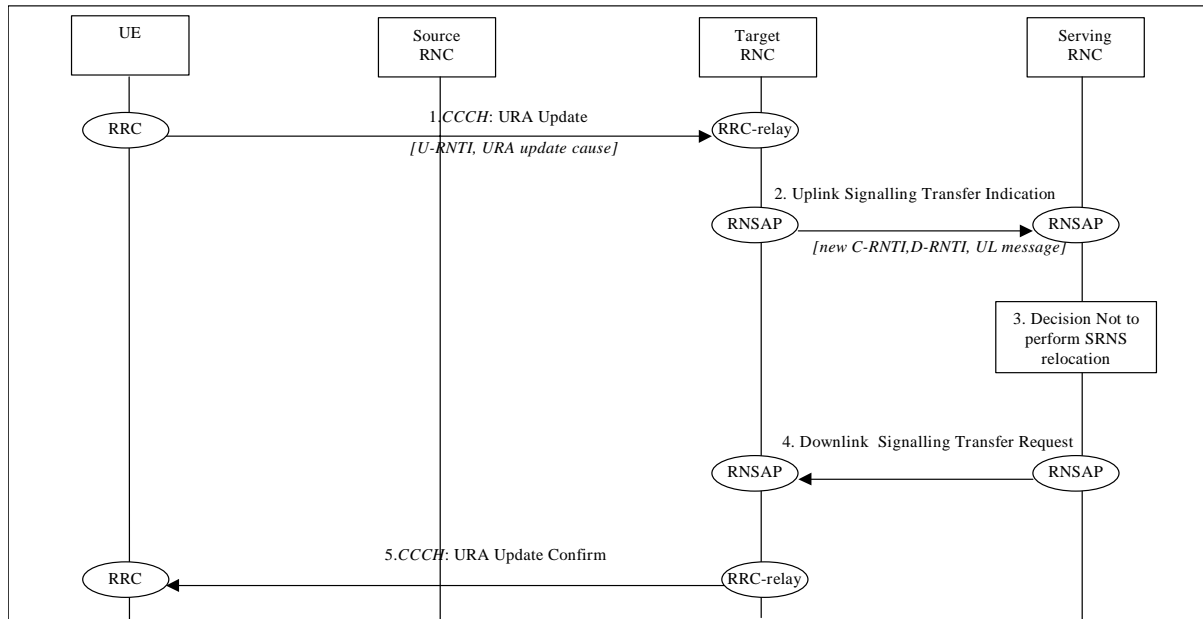 UE
Source
RNC
Target
RNC
Serving
RNC
1.CCCH: URA Update
RRC
RRC-relay
[U-RNTI, URA update cause]
2. Uplink Signalling Transfer Indication
RNSAP
RNSAP
[new C-RNTI,D-RNTI, UL message]
3. Decision Not to
perform SRNS
relocation
4. Downlink Signalling Transfer Request
RNSAP
RNSAP
5.CCCH: URA Update Confirm
RRC
RRC-relay